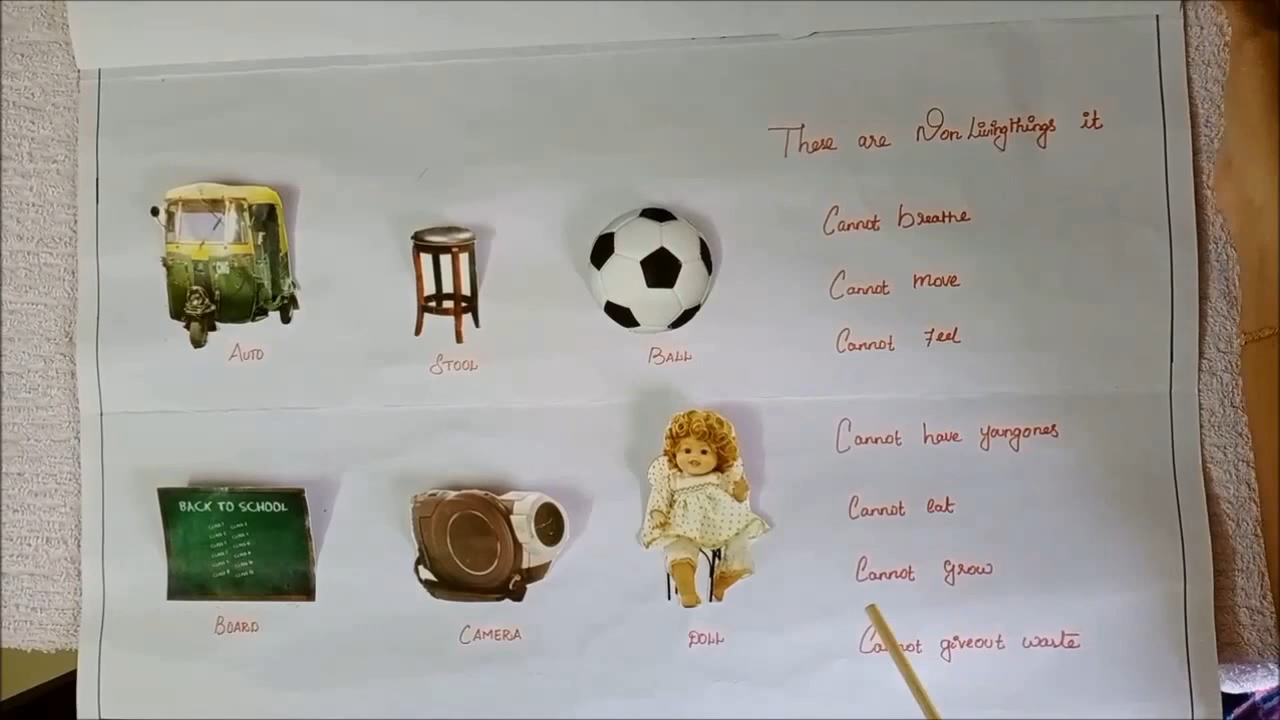 These are Non Livingthings it
Cannot breathe
Cannot move
Cannot Feel
AUTO
STOOL
BALL
Cannot have youngones
Cannot eat
Cannot grow
Cannot giveout waste
BACK TO SCHOOL
BOARD
CAMERA
DOLL